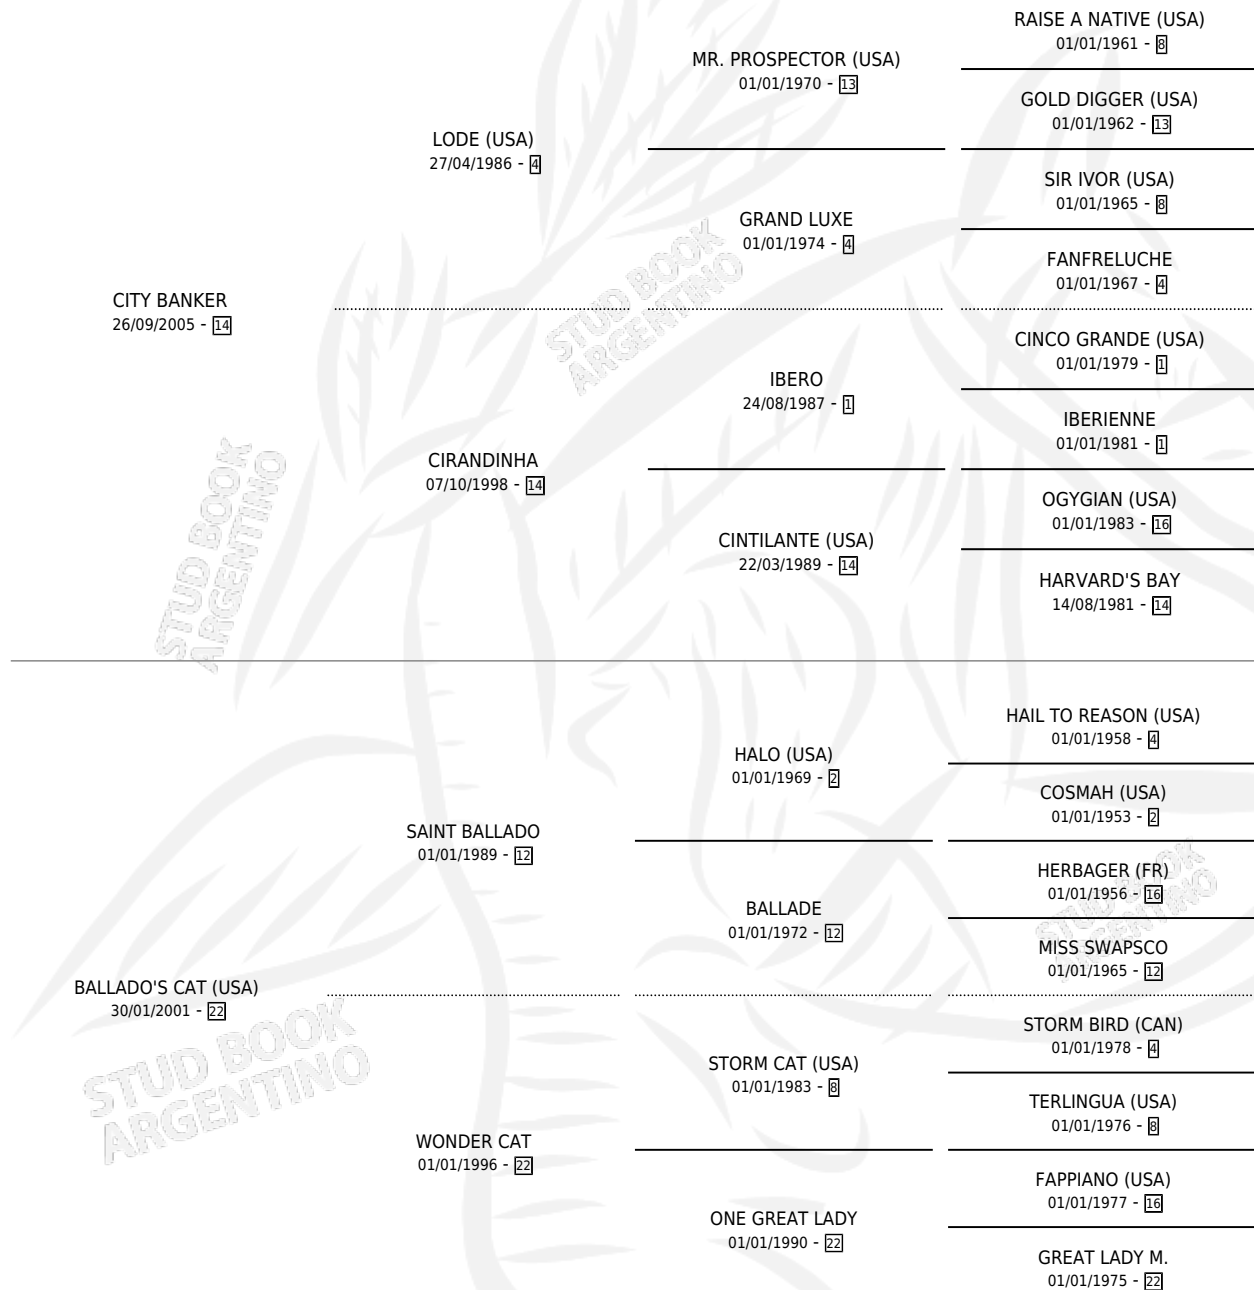 RAISE A NATIVE (USA)
01/01/1961 - 8
MR. PROSPECTOR (USA)
01/01/1970 - 13
GOLD DIGGER (USA)
01/01/1962 - 13
LODE (USA)
27/04/1986 - 4
SIR IVOR (USA)
01/01/1965 - 8
GRAND LUXE
01/01/1974 - 4
FANFRELUCHE
01/01/1967 - 4
CITY BANKER
26/09/2005 - 14
CINCO GRANDE (USA)
01/01/1979 - 1
IBERO
24/08/1987 - 1
IBERIENNE
01/01/1981 - 1
CIRANDINHA
07/10/1998 - 14
OGYGIAN (USA)
01/01/1983 - 16
CINTILANTE (USA)
22/03/1989 - 14
HARVARD'S BAY
14/08/1981 - 14
HAIL TO REASON (USA)
01/01/1958 - 4
HALO (USA)
01/01/1969 - 2
COSMAH (USA)
01/01/1953 - 2
SAINT BALLADO
01/01/1989 - 12
HERBAGER (FR)
01/01/1956 - 16
BALLADE
01/01/1972 - 12
MISS SWAPSCO
01/01/1965 - 12
BALLADO'S CAT (USA)
30/01/2001 - 22
STORM BIRD (CAN)
01/01/1978 - 4
STORM CAT (USA)
01/01/1983 - 8
TERLINGUA (USA)
01/01/1976 - 8
WONDER CAT
01/01/1996 - 22
FAPPIANO (USA)
01/01/1977 - 16
ONE GREAT LADY
01/01/1990 - 22
GREAT LADY M.
01/01/1975 - 22
STUD BOOK
ARGENTINO
STUD BOOK
ARGENTINO
STUD BOOK
ARGENTINO
STUD BOOK
ARGENTINO